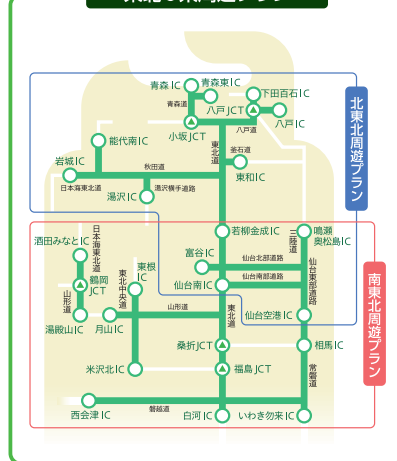 青森IC
青森東IC
下田百石IC
青森道
八戸JCT
八戸IC
小坂JCT
八戸道
北東北周遊プラン
能代南IC
東北道
釜石道
岩城IC
秋田道
東和IC
日本海東北道
湯沢横手道路
湯沢IC
若柳金成IC
三陸道
鳴瀬
奥松島IC
酒田みなとIC
日本海東北道
富谷IC
仙台北部道路
仙台東部道路
南東北周遊プラン
鶴岡
JCT
東北中央道
東根
IC
仙台南部道路
仙台南IC
山形道
山形道
東北道
仙台空港IC
湯殿山IC
月山IC
桑折JCT
相馬IC
米沢北IC
福島JCT
常磐道
磐越道
西会津IC
白河IC
いわき勿来IC